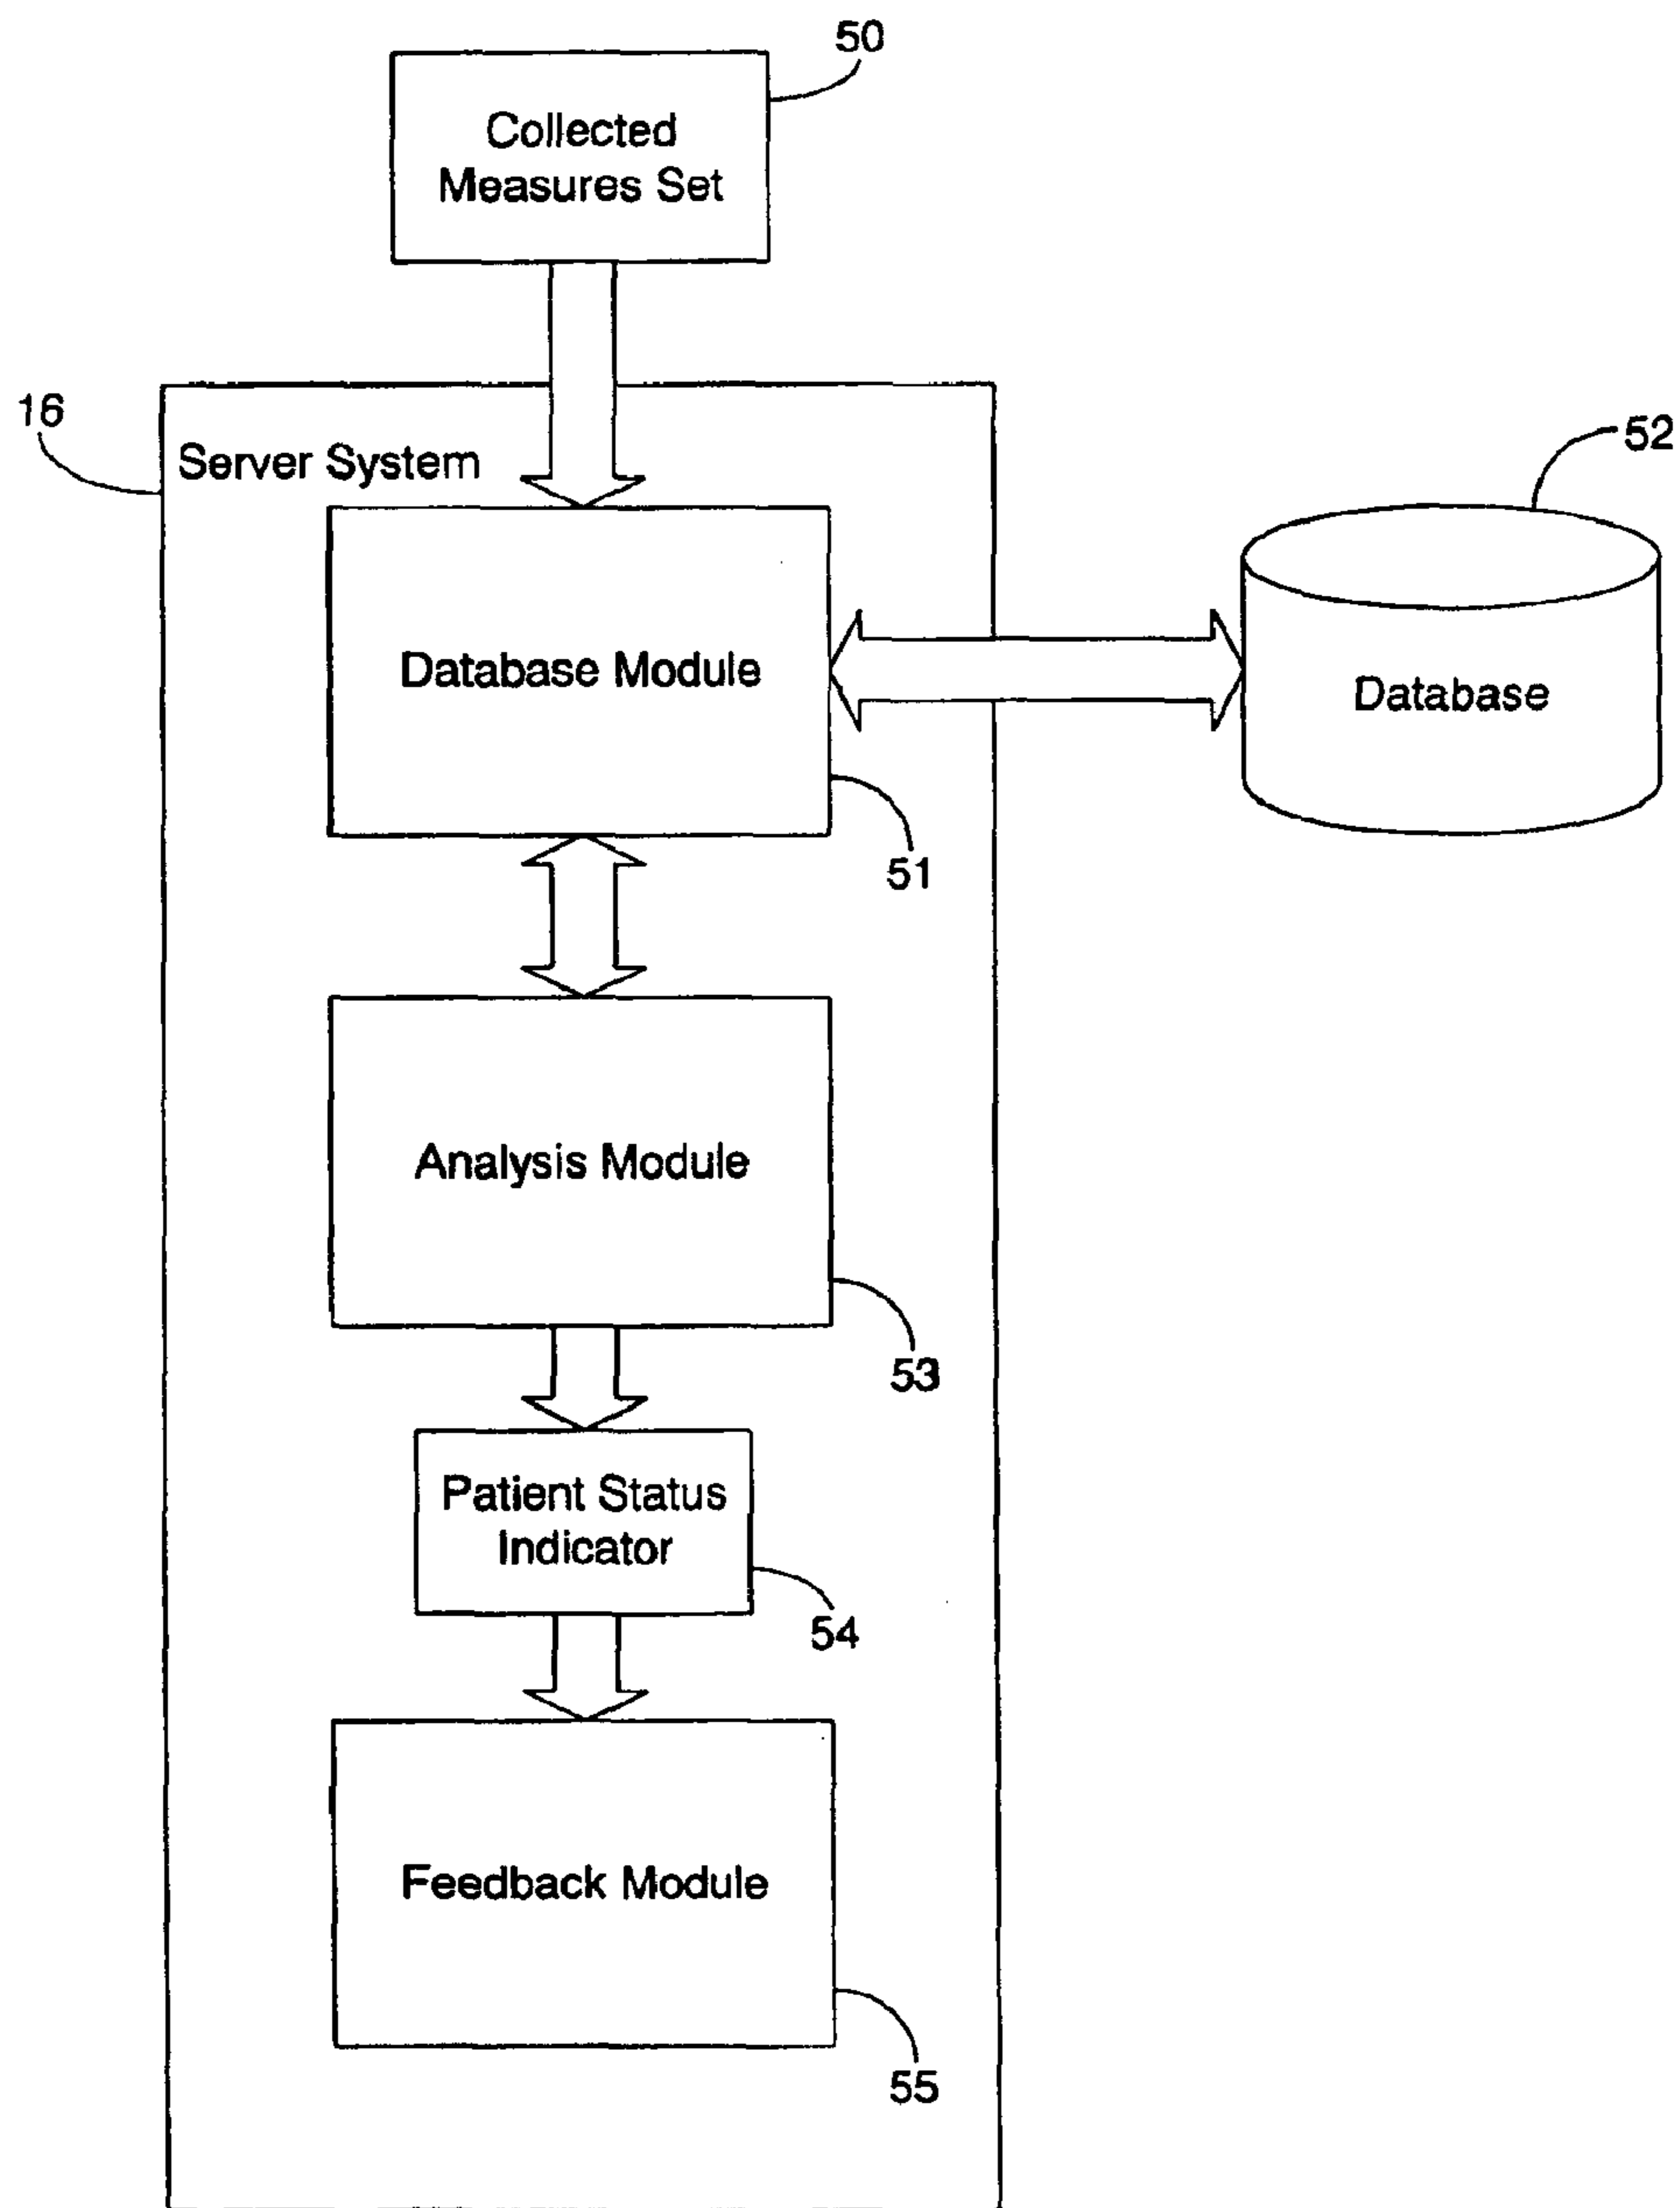 50
Collected
Measures Set
16
Server System
52
Database Module
Database
51
Analysis Module
53
Patient Status
Indicator
54
Feedback Module
55